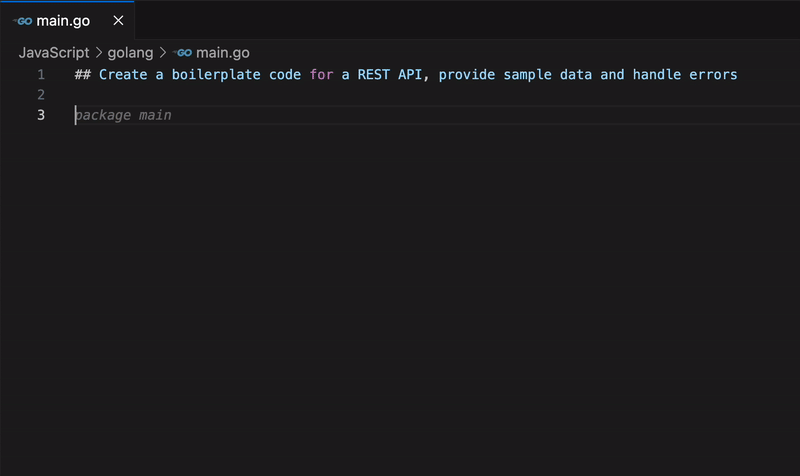 GO main.go ×
JavaScript > golang > GO main.go
1 ## Create a boilerplate code for a REST API, provide sample data and handle errors
2
3 package main